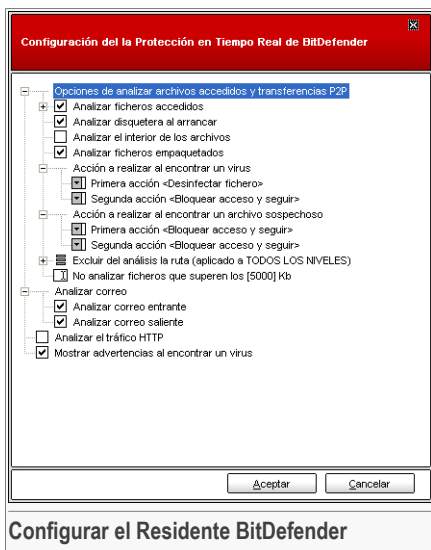 Configuración del la Protección en Tiempo Real de BitDefender
Opciones de analizar archivos accedidos y transferencias P2P
Analizar ficheros accedidos
Analizar disquetera al arrancar
Analizar el interior de los archivos
Analizar ficheros empaquetados
Acción a realizar al encontrar un virus
Primera acción <Desinfectar fichero>
Segunda acción <Bloquear acceso y seguir>
Acción a realizar al encontrar un archivo sospechoso
Primera acción <Bloquear acceso y seguir>
Segunda acción <Bloquear acceso y seguir>
Excluir del análisis la ruta (aplicado a TODOS LOS NIVELES)
No analizar ficheros que superen los [5000] Kb
Analizar correo
Analizar correo entrante
Analizar correo saliente
Analizar el tráfico HTTP
Mostrar advertencias al encontrar un virus
Aceptar Cancelar
Configurar el Residente BitDefender